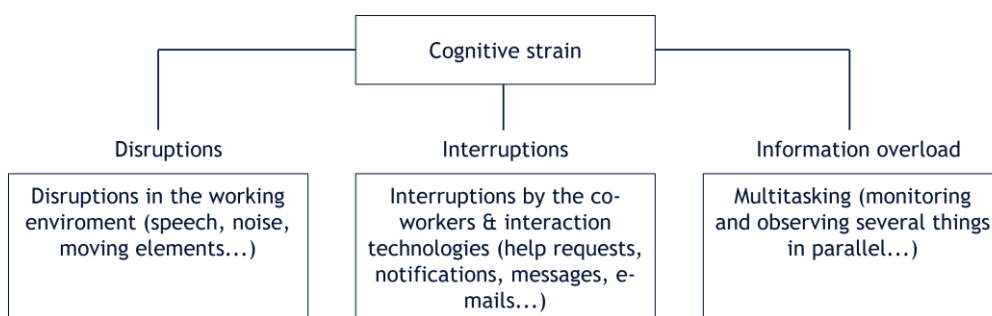 Cognitive strain
Disruptions
Interruptions
Information overload
Disruptions in the working
enviroment (speech, noise,
moving elements...)
Interruptions by the co-
workers & interaction
technologies (help requests,
notifications, messages, e-
mails...)
Multitasking (monitoring
and observing several things
in parallel...)